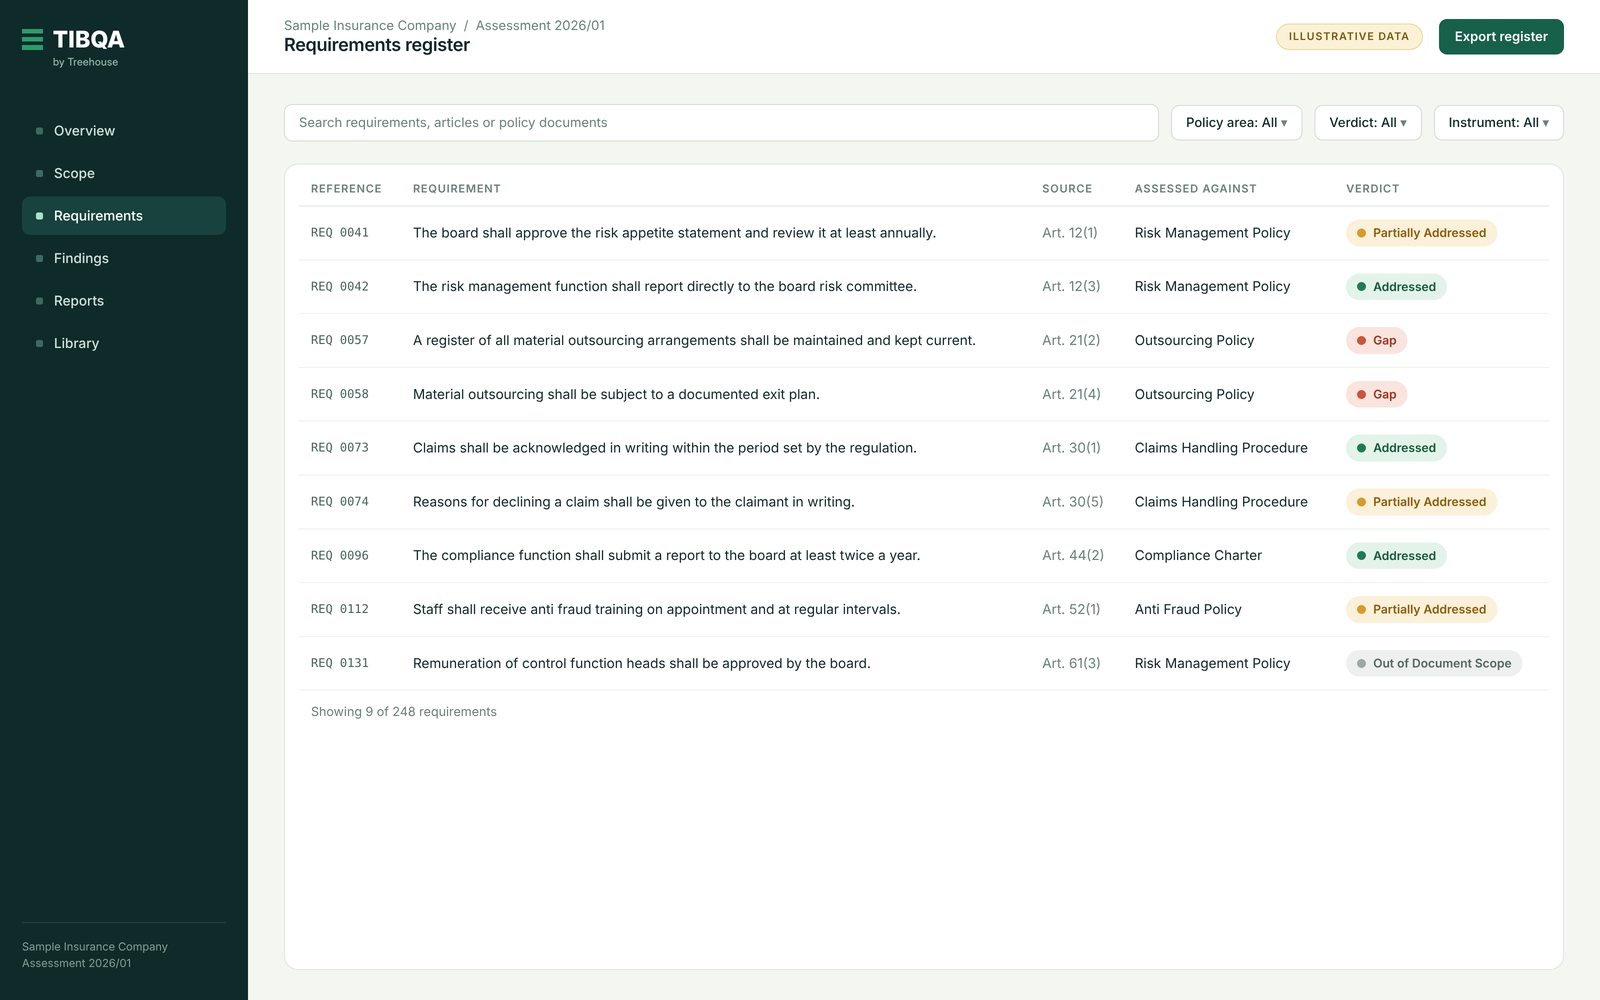 TIBQA
by Treehouse
Overview
Scope
Requirements
Findings
Reports
Library
Sample Insurance Company
Assessment 2026/01
Sample Insurance Company / Assessment 2026/01
Requirements register
ILLUSTRATIVE DATA
Export register
Search requirements, articles or policy documents
Policy area: All ▾
Verdict: All ▾
Instrument: All ▾
REFERENCE REQUIREMENT SOURCE ASSESSED AGAINST VERDICT
REQ 0041 The board shall approve the risk appetite statement and review it at least annually. Art. 12(1) Risk Management Policy Partially Addressed
REQ 0042 The risk management function shall report directly to the board risk committee. Art. 12(3) Risk Management Policy Addressed
REQ 0057 A register of all material outsourcing arrangements shall be maintained and kept current. Art. 21(2) Outsourcing Policy Gap
REQ 0058 Material outsourcing shall be subject to a documented exit plan. Art. 21(4) Outsourcing Policy Gap
REQ 0073 Claims shall be acknowledged in writing within the period set by the regulation. Art. 30(1) Claims Handling Procedure Addressed
REQ 0074 Reasons for declining a claim shall be given to the claimant in writing. Art. 30(5) Claims Handling Procedure Partially Addressed
REQ 0096 The compliance function shall submit a report to the board at least twice a year. Art. 44(2) Compliance Charter Addressed
REQ 0112 Staff shall receive anti fraud training on appointment and at regular intervals. Art. 52(1) Anti Fraud Policy Partially Addressed
REQ 0131 Remuneration of control function heads shall be approved by the board. Art. 61(3) Risk Management Policy Out of Document Scope
Showing 9 of 248 requirements